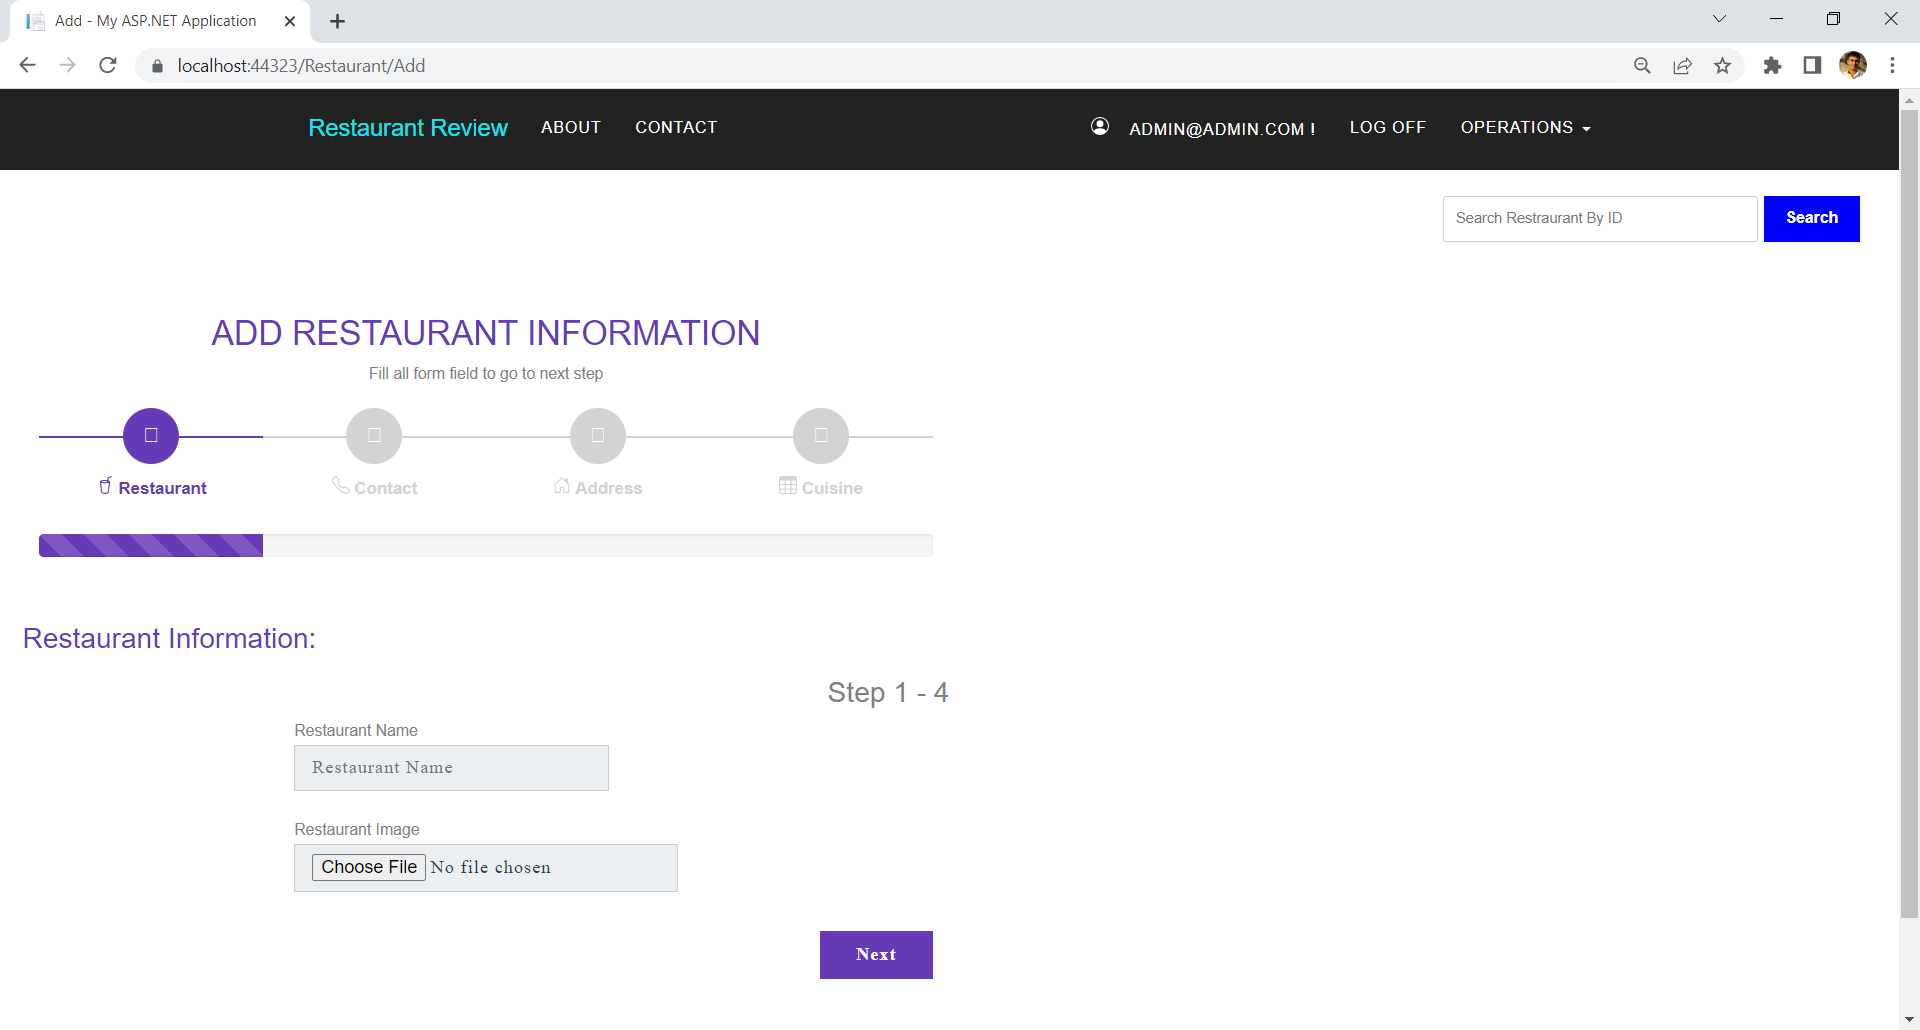 Add - My ASP.NET Application
localhost:44323/Restaurant/Add
Restaurant Review ABOUT CONTACT ADMIN@ADMIN.COM ! LOG OFF OPERATIONS
Search Restraurant By ID Search
ADD RESTAURANT INFORMATION
Fill all form field to go to next step
Restaurant Contact Address Cuisine
Restaurant Information:
Step 1 - 4
Restaurant Name
Restaurant Name
Restaurant Image
Choose File No file chosen
Next